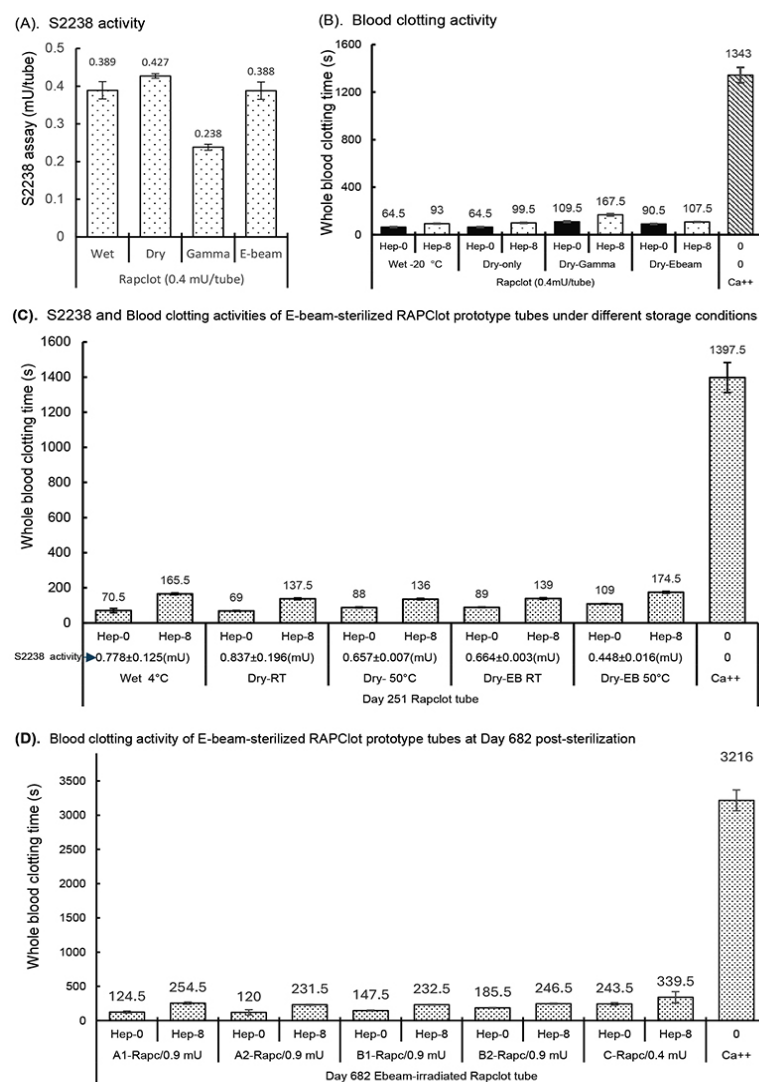 (A). S2238 activity
S2238 assay (mU/tube)
0.5
0.4
0.3
0.2
0.1
0
0.389
0.427
0.238
0.388
Wet Dry Gamma E-beam
Rapclot (0.4 mU/tube)
(B). Blood clotting activity
Whole blood clotting time (s)
1600
1200
800
400
0
64.5 93 64.5 99.5 109.5 167.5 90.5 107.5 1343
Hep-0 Hep-8 Hep-0 Hep-8 Hep-0 Hep-8 Hep-0 Hep-8 0
Wet -20 °C Dry-only Dry-Gamma Dry-Ebeam 0
Rapclot (0.4mU/tube) Ca++
(C). S2238 and Blood clotting activities of E-beam-sterilized RAPClot prototype tubes under different storage conditions
Whole blood clotting time (s)
1600
1400
1200
1000
800
600
400
200
0
70.5 165.5 69 137.5 88 136 89 139 109 174.5 1397.5
Hep-0 Hep-8 Hep-0 Hep-8 Hep-0 Hep-8 Hep-0 Hep-8 Hep-0 Hep-8 0
S2238 activity 0.778±0.125(mU) 0.837±0.196(mU) 0.657±0.007(mU) 0.664±0.003(mU) 0.448±0.016(mU) 0
Wet 4°C Dry-RT Dry- 50°C Dry-EB RT Dry-EB 50°C Ca++
Day 251 Rapclot tube
(D). Blood clotting activity of E-beam-sterilized RAPClot prototype tubes at Day 682 post-sterilization
Whole blood clotting time (s)
3500
3000
2500
2000
1500
1000
500
0
124.5 254.5 120 231.5 147.5 232.5 185.5 246.5 243.5 339.5 3216
Hep-0 Hep-8 Hep-0 Hep-8 Hep-0 Hep-8 Hep-0 Hep-8 Hep-0 Hep-8 0
A1-Rapc/0.9 mU A2-Rapc/0.9 mU B1-Rapc/0.9 mU B2-Rapc/0.9 mU C-Rapc/0.4 mU Ca++
Day 682 Ebeam-irradiated Rapclot tube